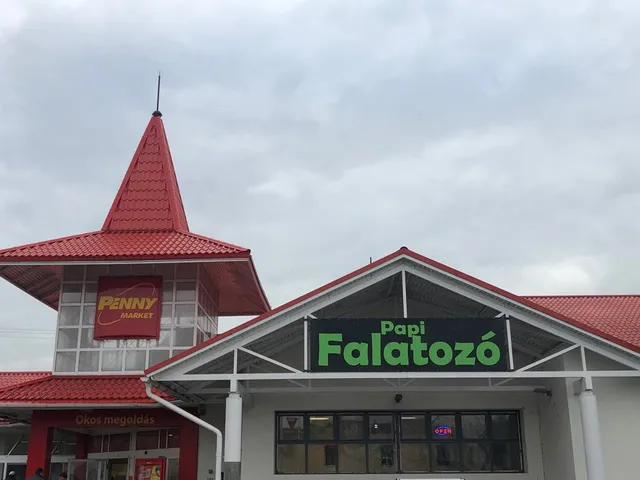 PENNY
MARKET
Okos megoldás
Papi
Falatozó
OPEN